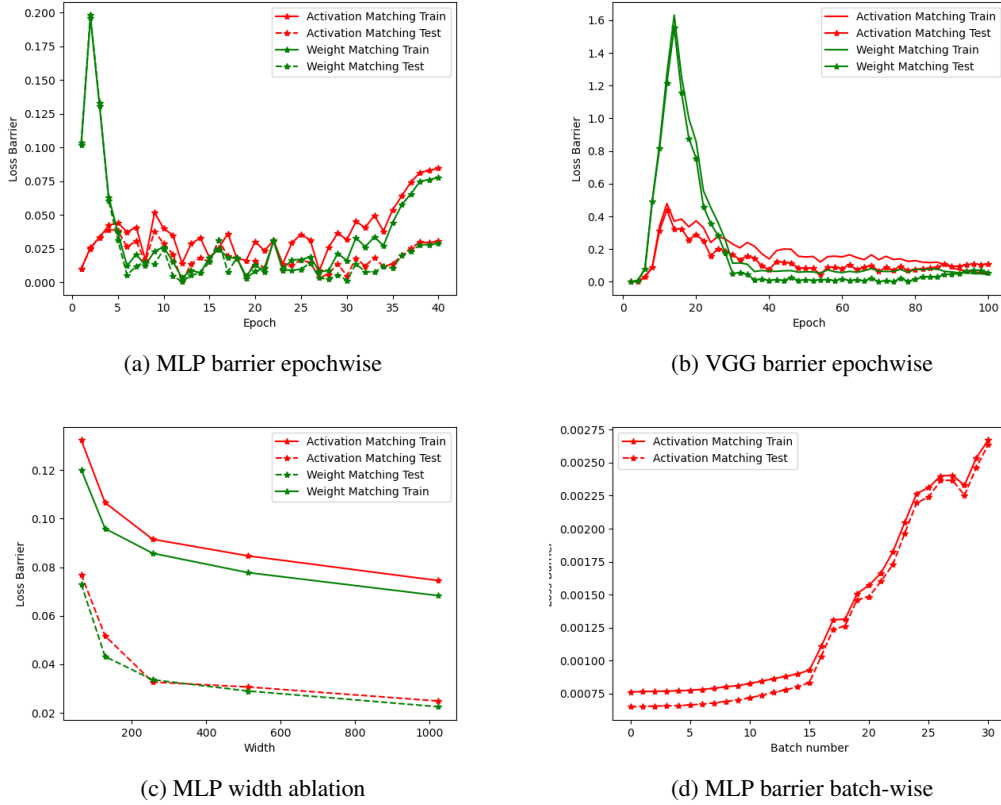 0.200
0.175
0.150
0.125
0.100
0.075
0.050
0.025
0.000
Loss Barrier
Activation Matching Train
Activation Matching Test
Weight Matching Train
Weight Matching Test
0 5 10 15 20 25 30 35 40
Epoch
(a) MLP barrier epochwise
1.6
1.4
1.2
1.0
0.8
0.6
0.4
0.2
0.0
Loss Barrier
Activation Matching Train
Activation Matching Test
Weight Matching Train
Weight Matching Test
0 20 40 60 80 100
Epoch
(b) VGG barrier epochwise
0.12
0.10
0.08
0.06
0.04
0.02
Loss Barrier
Activation Matching Train
Activation Matching Test
Weight Matching Test
Weight Matching Train
200 400 600 800 1000
Width
(c) MLP width ablation
0.00275
0.00250
0.00225
0.00200
0.00175
0.00150
0.00125
0.00100
0.00075
Loss Barrier
Activation Matching Train
Activation Matching Test
0 5 10 15 20 25 30
Batch number
(d) MLP barrier batch-wise